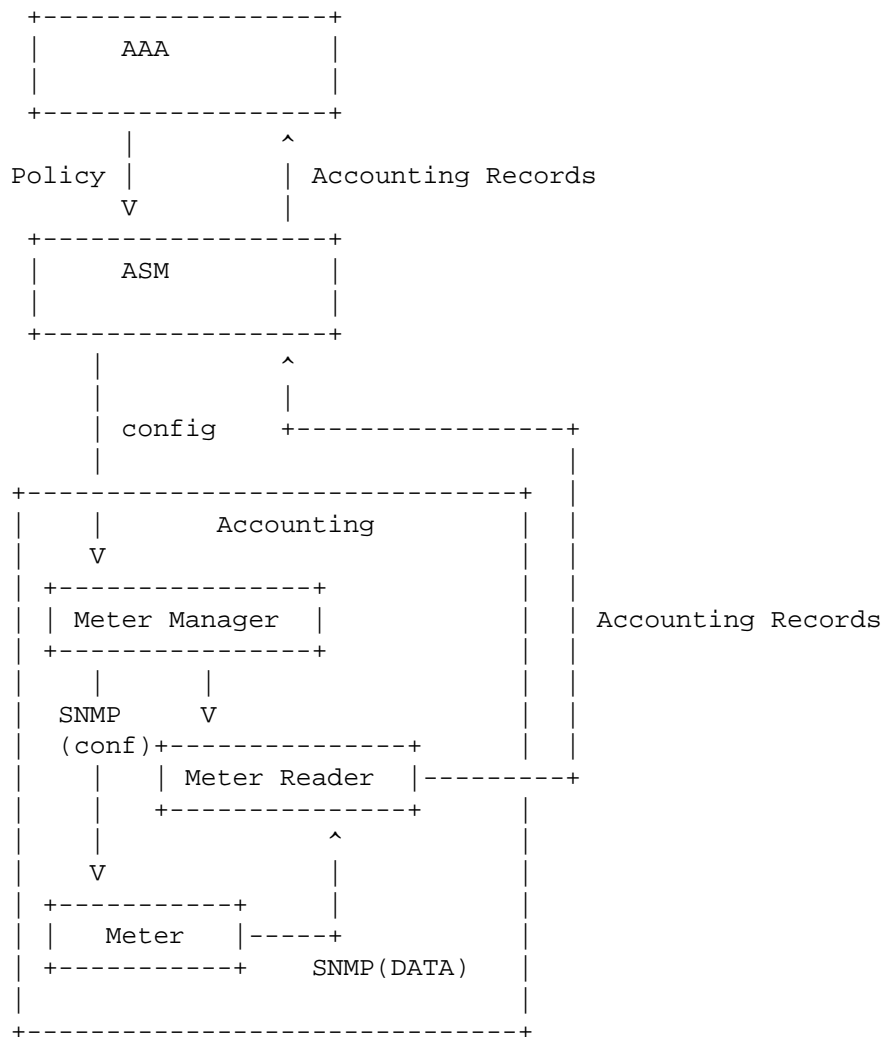 AAA
Policy
Accounting Records
V
ASM
config
Accounting
V
Meter Manager
Accounting Records
SNMP V
(conf)
Meter Reader
V
Meter
SNMP(DATA)